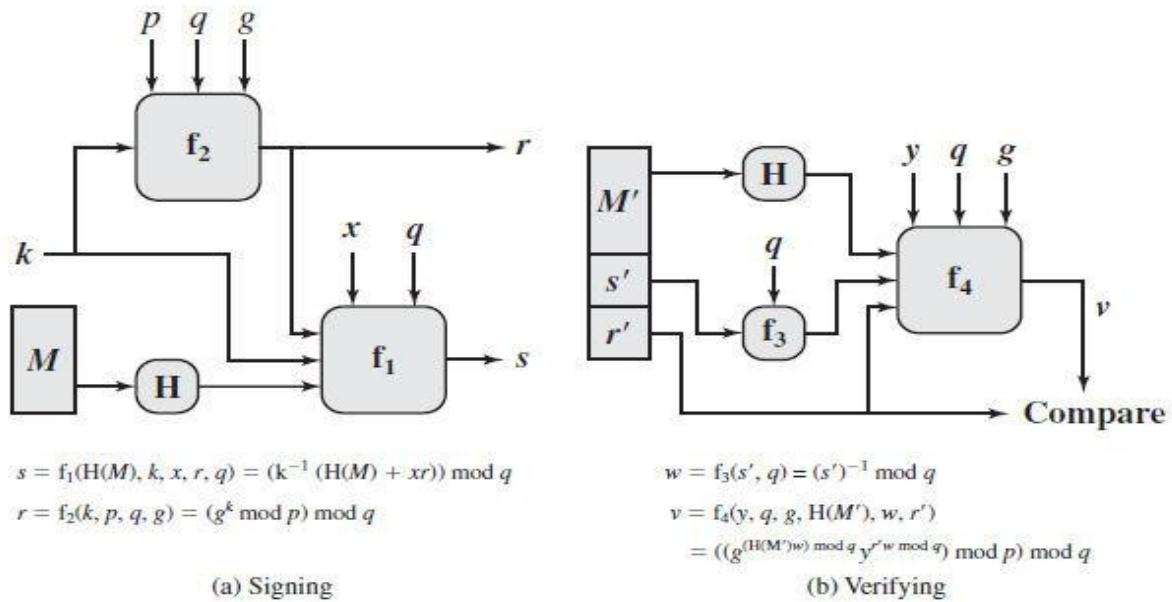 p q g
f₂
r
k
x q
M
H
f₁
s
s = f₁(H(M), k, x, r, q) = (k⁻¹ (H(M) + xr)) mod q
r = f₂(k, p, q, g) = (gᵏ mod p) mod q
(a) Signing
M′
s′
r′
H
q
f₃
y q g
f₄
v
Compare
w = f₃(s′, q) = (s′)⁻¹ mod q
v = f₄(y, q, g, H(M′), w, r′)
= ((g^(H(M′)w) mod q y^r′w mod q) mod p) mod q
(b) Verifying